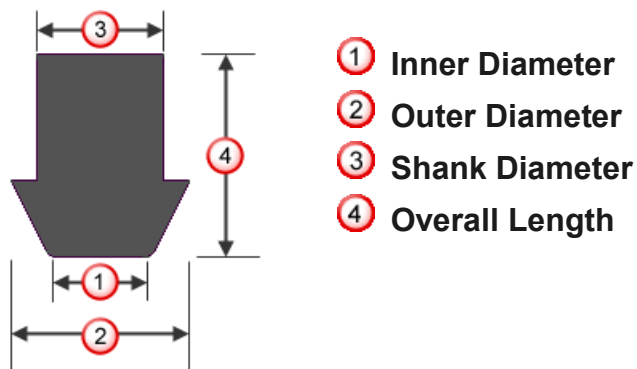 3
4
1
2
1 Inner Diameter
2 Outer Diameter
3 Shank Diameter
4 Overall Length